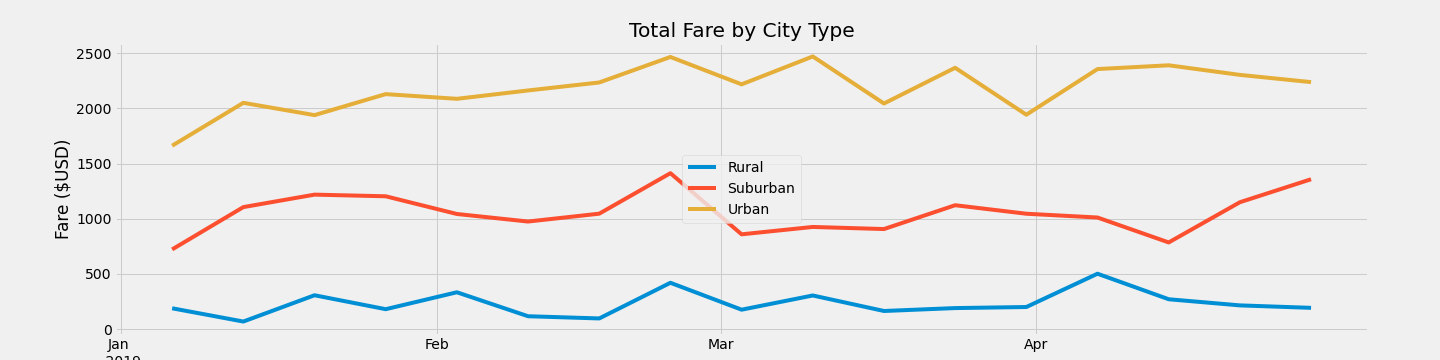 Total Fare by City Type
Fare ($USD)
2500
2000
1500
1000
500
0
Rural
Suburban
Urban
Jan
Feb
Mar
Apr
2019